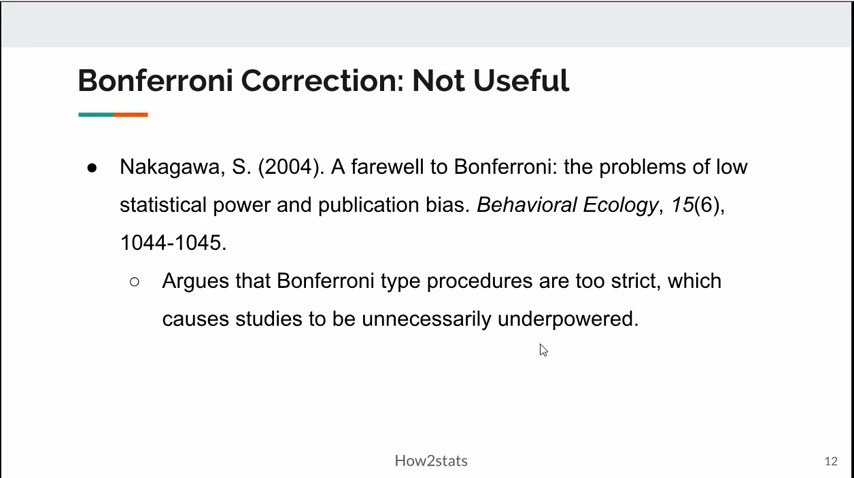 Bonferroni Correction: Not Useful
● Nakagawa, S. (2004). A farewell to Bonferroni: the problems of low
statistical power and publication bias. Behavioral Ecology, 15(6),
1044-1045.
○ Argues that Bonferroni type procedures are too strict, which
causes studies to be unnecessarily underpowered.
How2stats
12